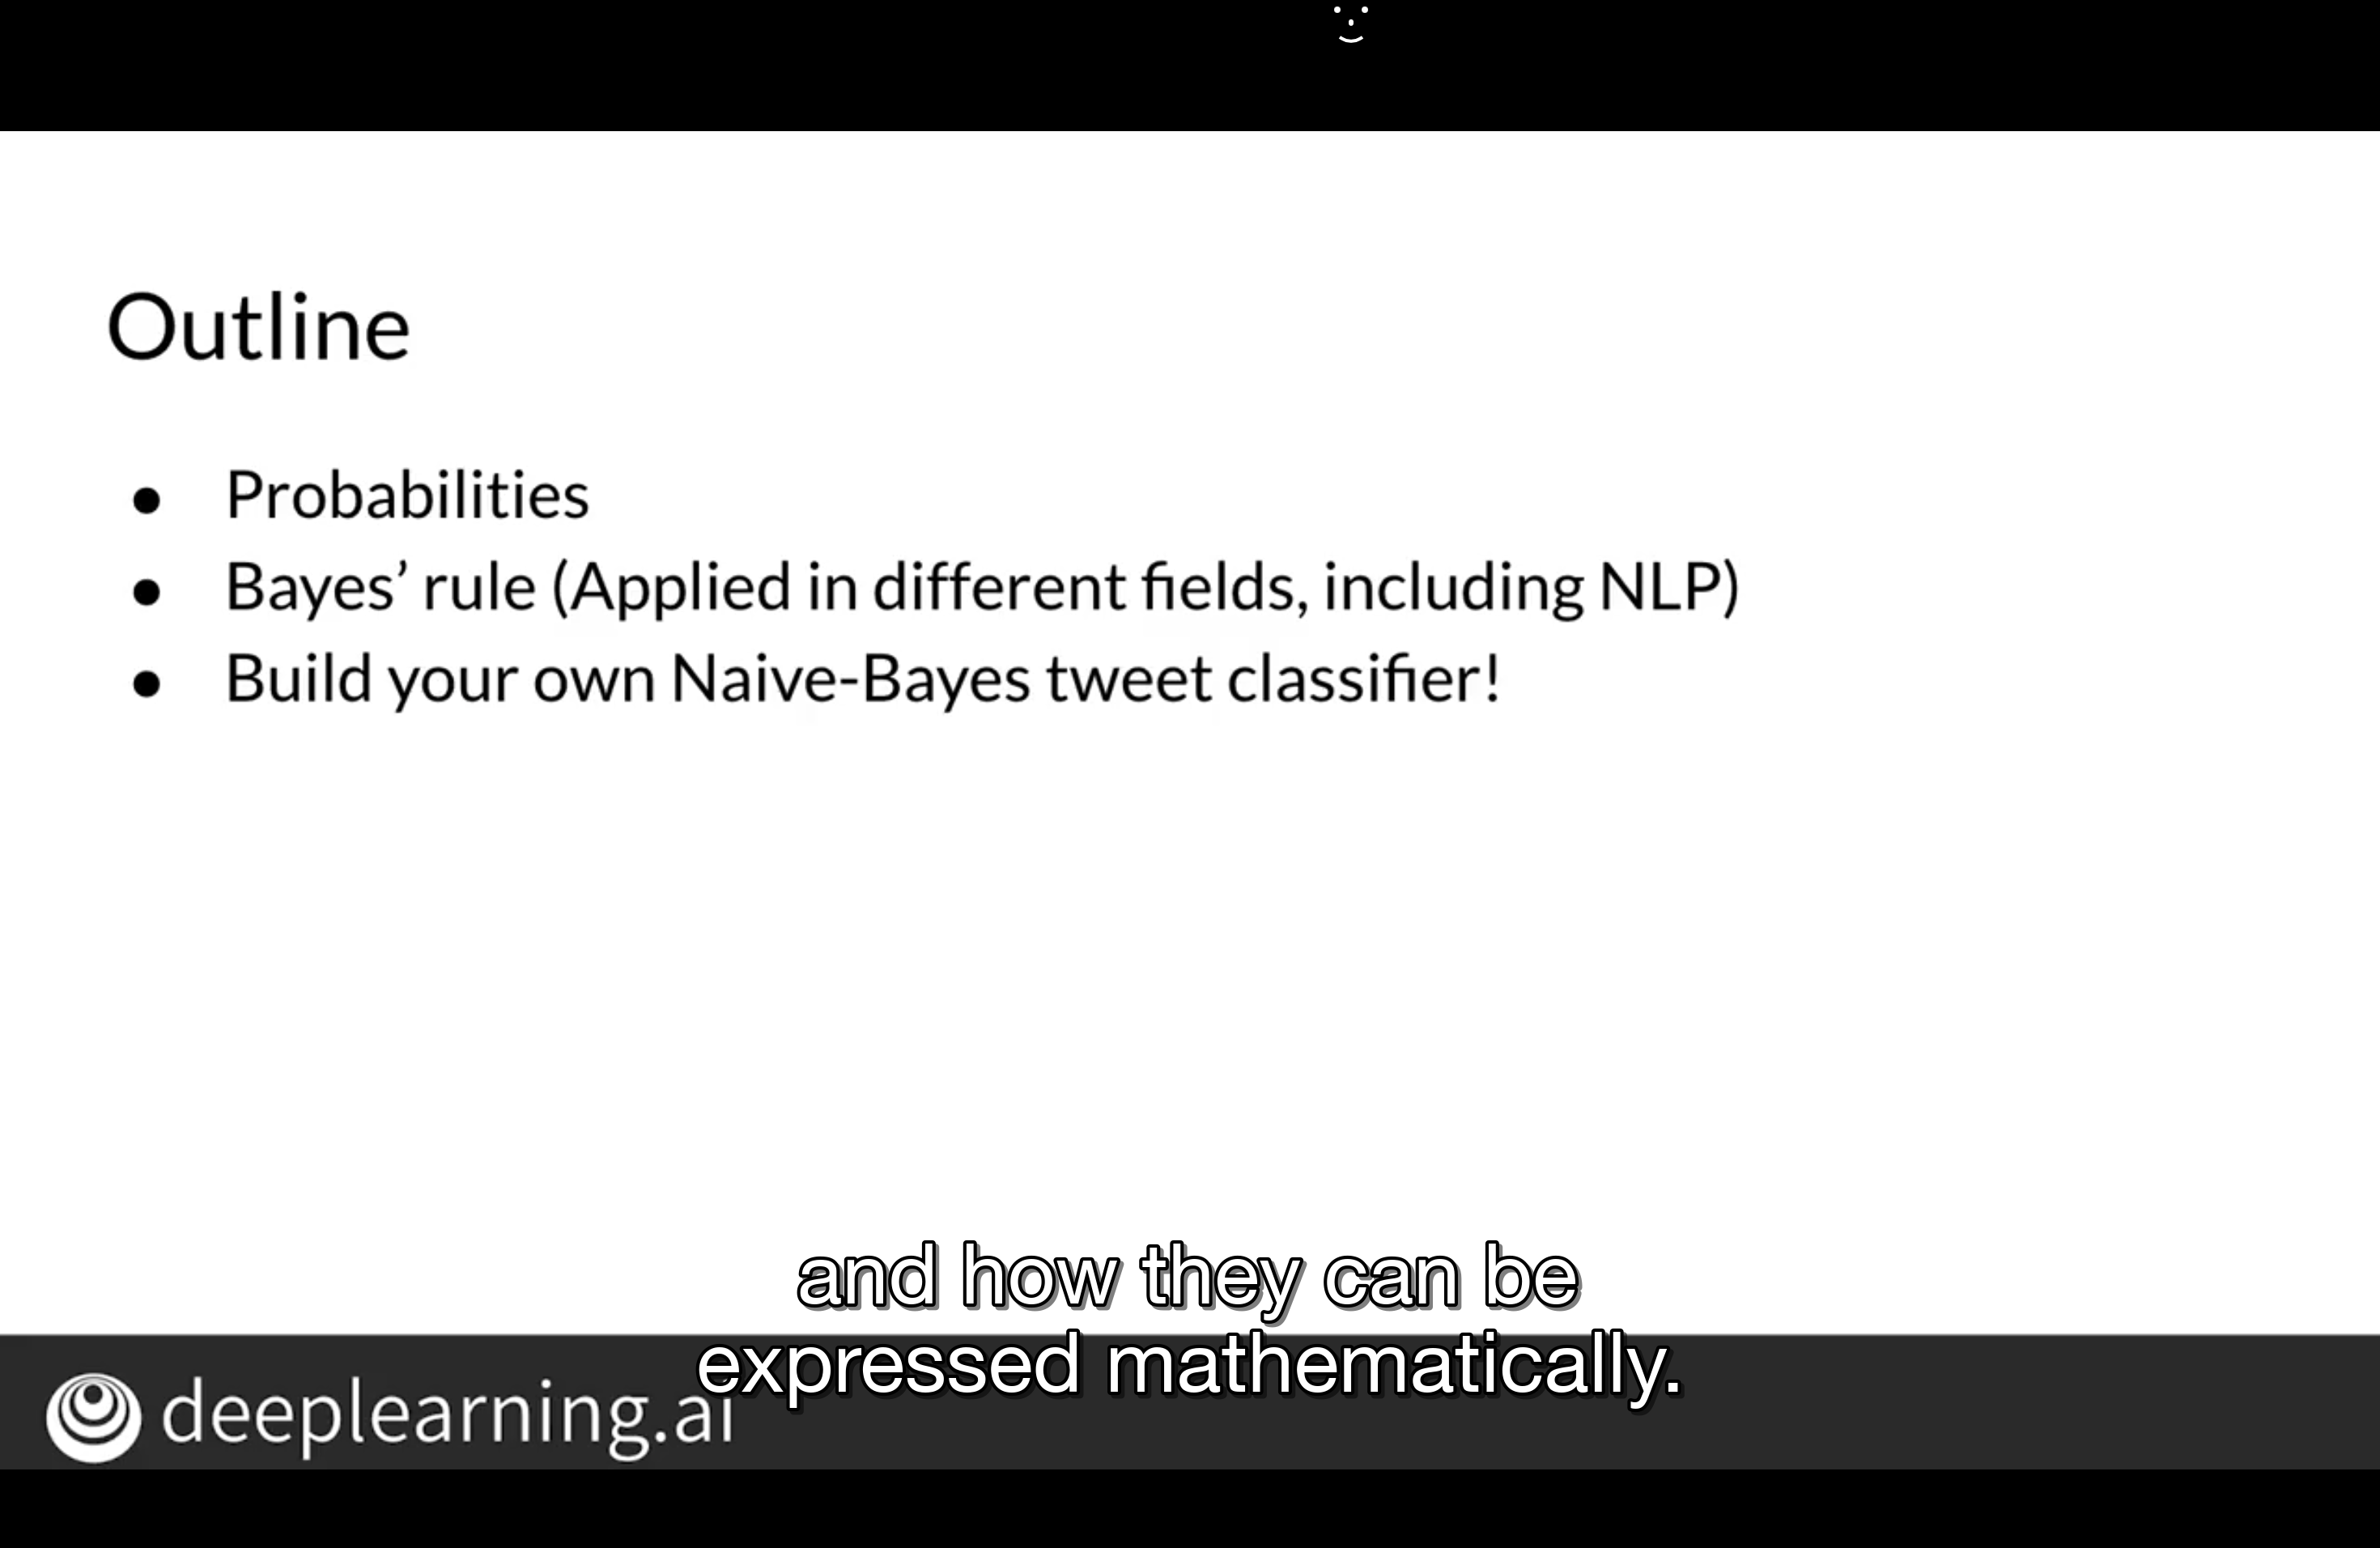 Outline
● Probabilities
● Bayes’ rule (Applied in different fields, including NLP)
● Build your own Naive-Bayes tweet classifier!
and how they can be
expressed mathematically.
deeplearning.ai